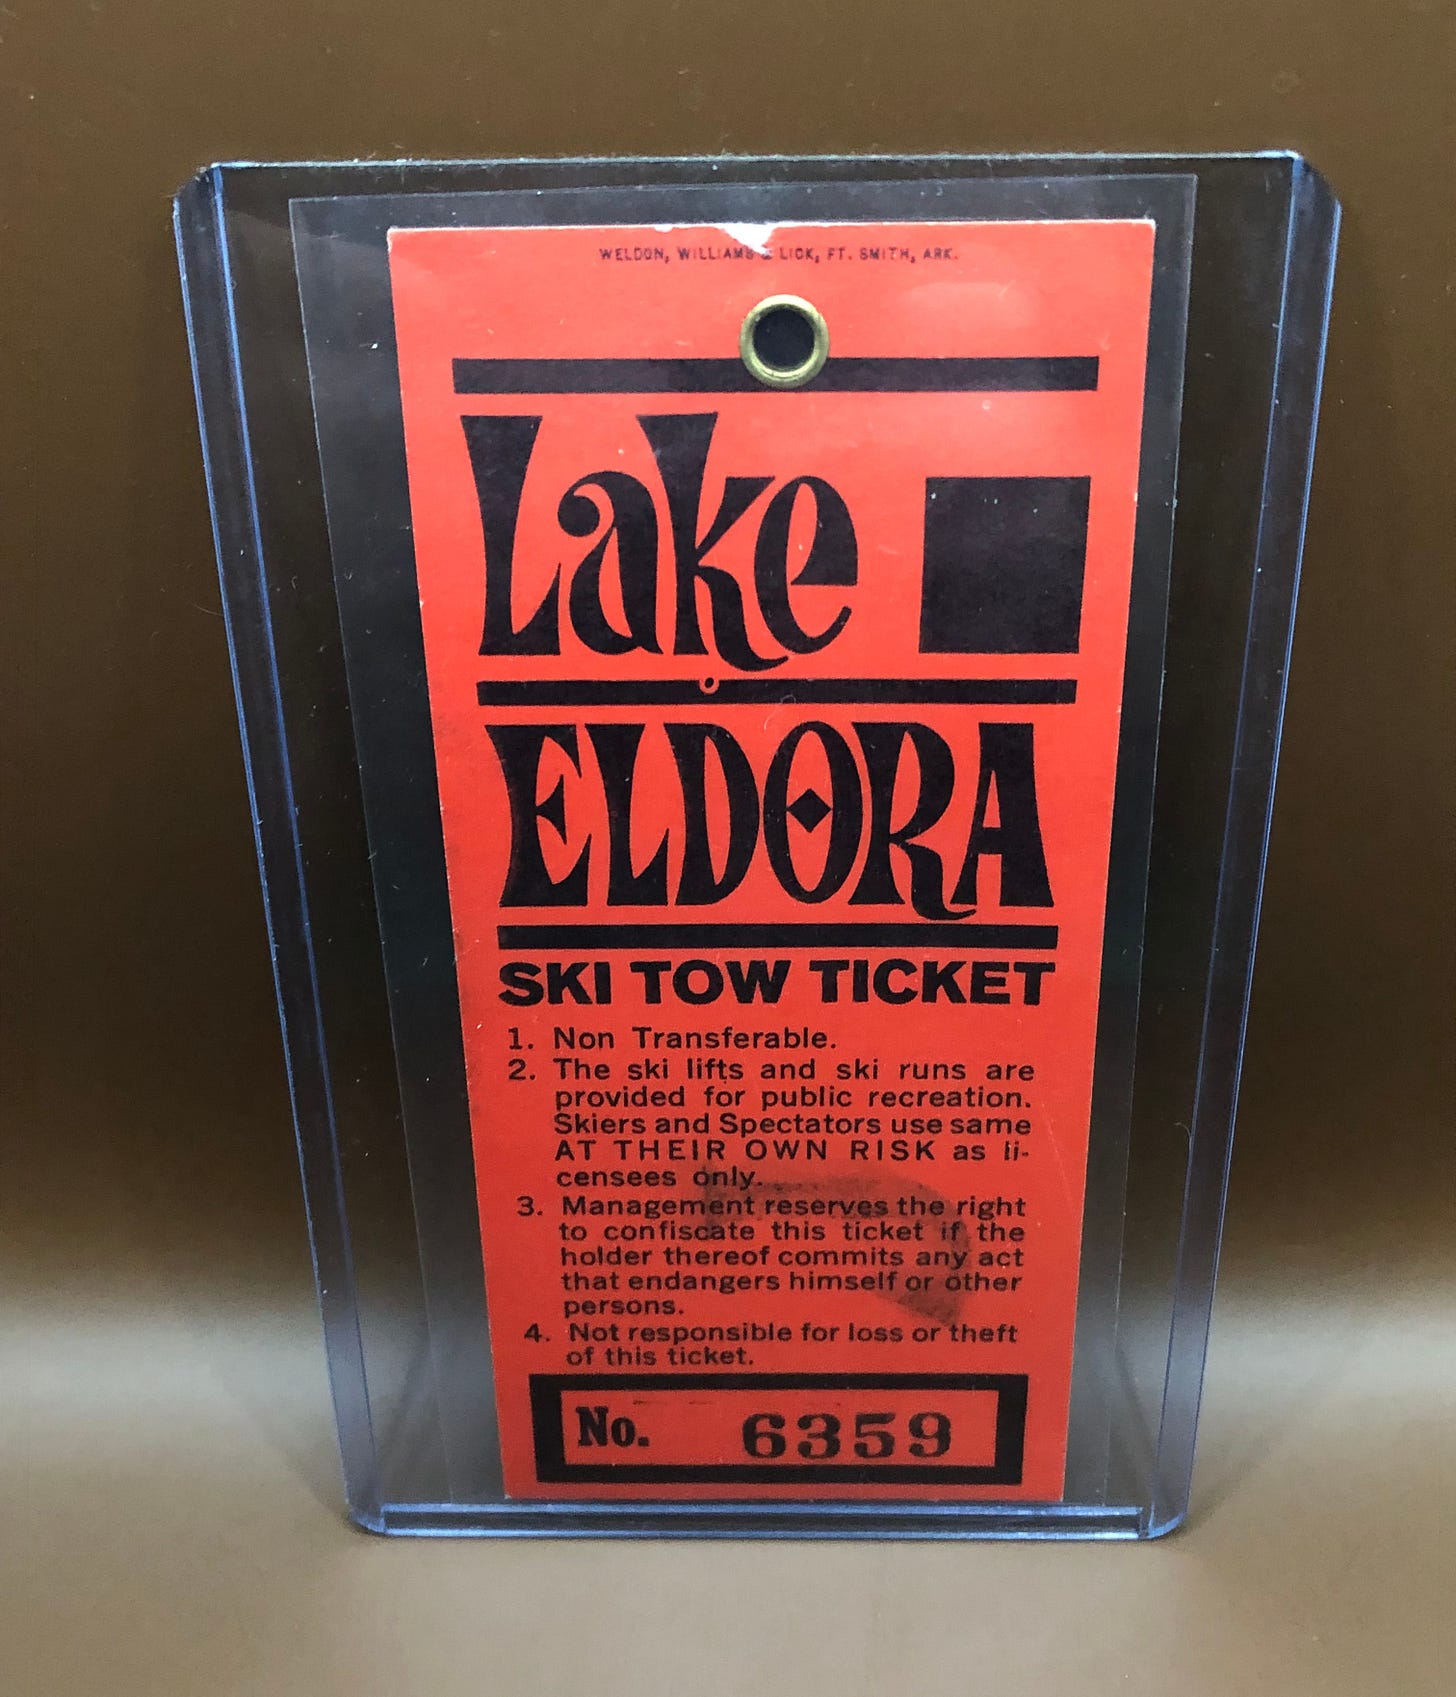 WELDON, WILLIAMS & LICK, FT. SMITH, ARK.
Lake
ELDORA
SKI TOW TICKET
1. Non Transferable.
2. The ski lifts and ski runs are
provided for public recreation.
Skiers and Spectators use same
AT THEIR OWN RISK as li-
censees only.
3. Management reserves the right
to confiscate this ticket if the
holder thereof commits any act
that endangers himself or other
persons.
4. Not responsible for loss or theft
of this ticket.
No. 6359